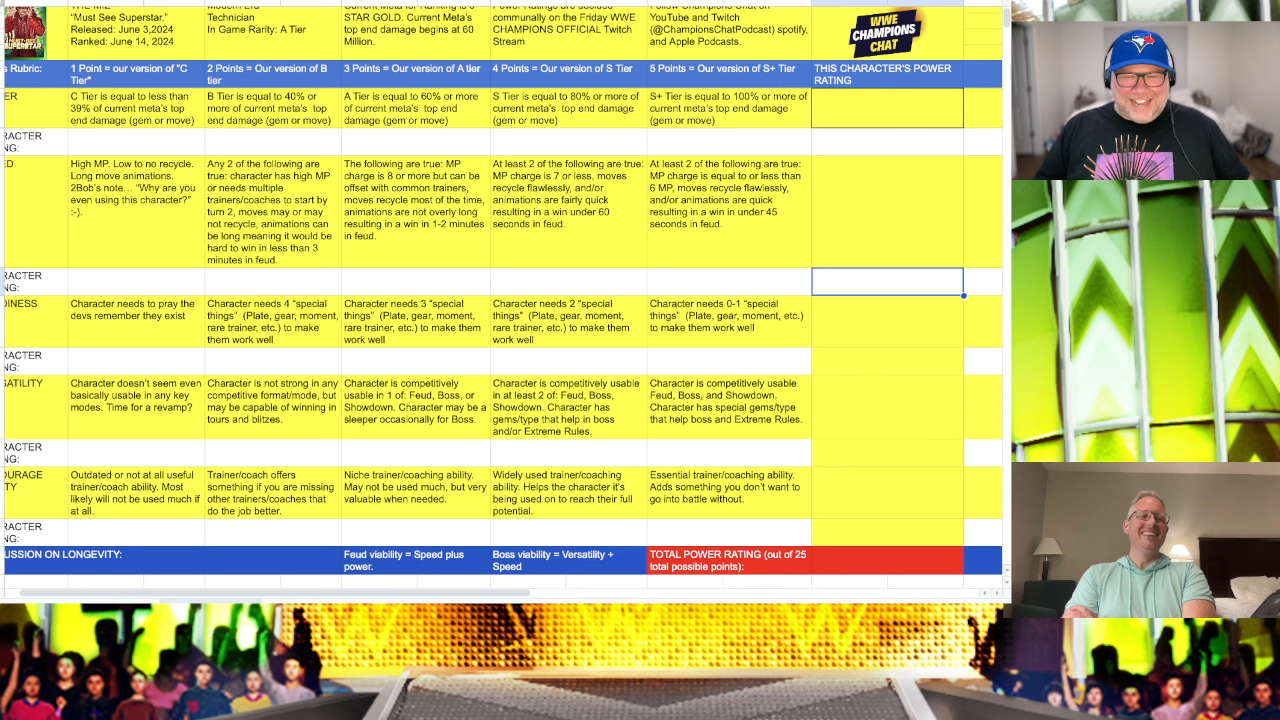 "Must See Superstar."
Released: June 3,2024
Ranked: June 14, 2024
Technician
In Game Rarity: A Tier
STAR GOLD. Current Meta's
top end damage begins at 60
Million.
communally on the Friday WWE
CHAMPIONS OFFICIAL Twitch
Stream
YouTube and Twitch
(@ChampionsChatPodcast) spotify,
and Apple Podcasts.
WWE
CHAMPIONS
CHAT
s Rubric:
1 Point = our version of "C
Tier"
2 Points = Our version of B
tier
3 Points = Our version of A tier
4 Points = Our version of S Tier
5 Points = Our version of S+ Tier
THIS CHARACTER'S POWER
RATING
ER
C Tier is equal to less than
39% of current meta's top
end damage (gem or move)
B Tier is equal to 40% or
more of current meta's top
end damage (gem or move)
A Tier is equal to 60% or more
of current meta's top end
damage (gem or move)
S Tier is equal to 80% or more of
current meta's top end damage
(gem or move)
S+ Tier is equal to 100% or more
of current meta's top end damage
(gem or move)
RACTER
NG:
ED
High MP. Low to no recycle.
Long move animations.
2Bob's note... "Why are you
even using this character?"
:-).
Any 2 of the following are
true: character has high MP
or needs multiple
trainers/coaches to start by
turn 2, moves may or may
not recycle, animations can
be long meaning it would be
hard to win in less than 3
minutes in feud.
The following are true: MP
charge is 8 or more but can be
offset with common trainers,
moves recycle most of the time,
animations are not overly long
resulting in a win in 1-2 minutes
in feud.
At least 2 of the following are true:
MP charge is 7 or less, moves
recycle flawlessly, and/or
animations are fairly quick
resulting in a win under 60
seconds in feud.
At least 2 of the following are true:
MP charge is equal to or less than
6 MP, moves recycle flawlessly,
and/or animations are quick
resulting in a win in under 45
seconds in feud.
RACTER
NG:
DINESS
Character needs to pray the
devs remember they exist
Character needs 4 "special
things" (Plate, gear, moment,
rare trainer, etc.) to make
them work well
Character needs 3 "special
things" (Plate, gear, moment,
rare trainer, etc.) to make them
work well
Character needs 2 "special
things" (Plate, gear, moment,
rare trainer, etc.) to make them
work well
Character needs 0-1 "special
things" (Plate, gear, moment, etc.)
to make them work well
RACTER
NG:
SATILITY
Character doesn't seem even
basically usable in any key
modes. Time for a revamp?
Character is not strong in any
competitive format/mode, but
may be capable of winning in
tours and blitzes.
Character is competitively
usable in 1 of: Feud, Boss, or
Showdown. Character may be a
sleeper occasionally for Boss.
Character is competitively usable
in at least 2 of: Feud, Boss,
Showdown. Character has
gems/type that help in boss
and/or Extreme Rules.
Character is competitively usable
Feud, Boss, and Showdown.
Character has special gems/type
that help boss and Extreme Rules.
RACTER
NG:
OURAGE
TY
Outdated or not at all useful
trainer/coach ability. Most
likely will not be used much if
at all.
Trainer/coach offers
something if you are missing
other trainers/coaches that
do the job better.
Niche trainer/coaching ability.
May not be used much, but very
valuable when needed.
Widely used trainer/coaching
ability. Helps the character it's
being used on to reach their full
potential.
Essential trainer/coaching ability.
Adds something you don't want to
go into battle without.
RACTER
NG:
USSION ON LONGEVITY:
Feud viability = Speed plus
power.
Boss viability = Versatility +
Speed
TOTAL POWER RATING (out of 25
total possible points):